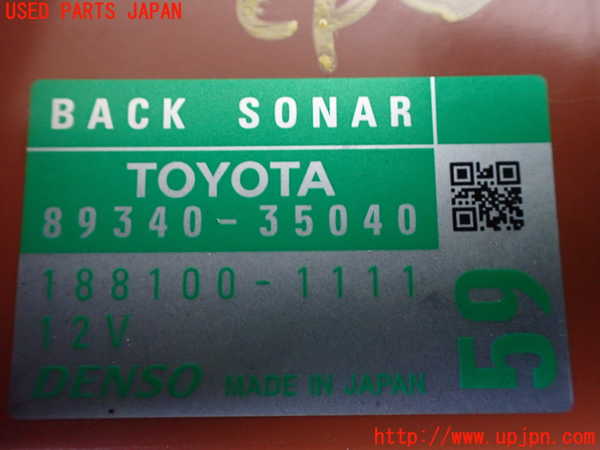 USED PARTS JAPAN
BACK SONAR
TOYOTA
89340-35040
188100-1111
12V
DENSO MADE IN JAPAN
59
http://www.upjpn.com/